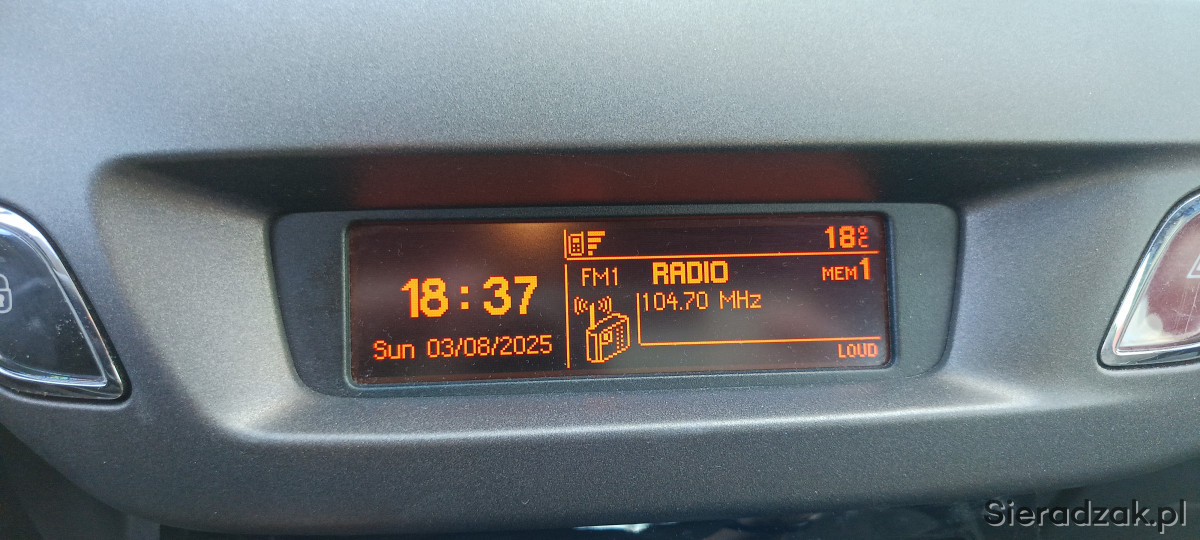 18:37
Sun 03/08/2025
18°C
FM1 RADIO MEM1
104.70 MHz
LOUD
Sieradzak.pl